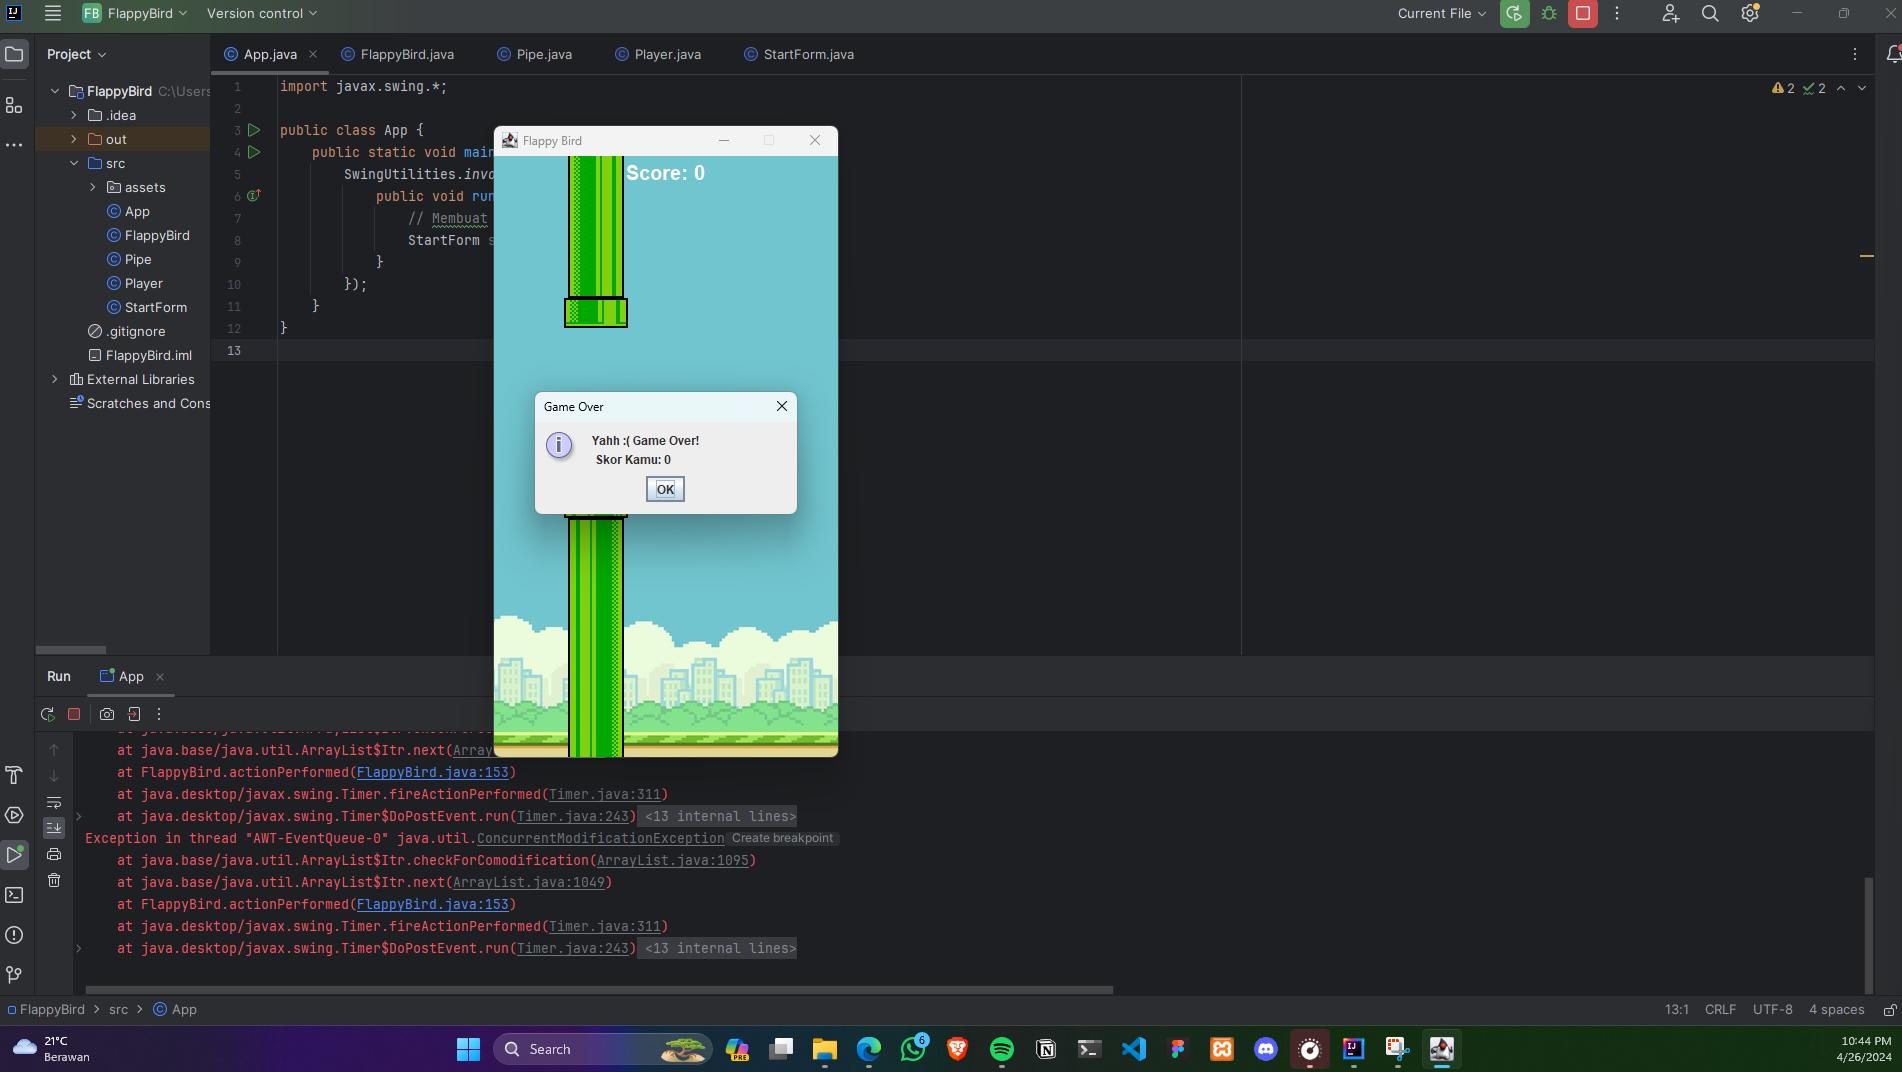 FB FlappyBird Version control Current File
Project
App.java FlappyBird.java Pipe.java Player.java StartForm.java
FlappyBird C:\Users
.idea
out
src
assets
App
FlappyBird
Pipe
Player
StartForm
.gitignore
FlappyBird.iml
External Libraries
Scratches and Cons
2 2
1 import javax.swing.*;
2
3 public class App {
4 public static void main
5 SwingUtilities.invo
6 public void run
7 // Membuat
8 StartForm s
9 }
10 });
11 }
12 }
13
Flappy Bird
Score: 0
Game Over
Yahh :( Game Over!
Skor Kamu: 0
OK
Run App
at java.base/java.util.ArrayList$Itr.next(Array
at FlappyBird.actionPerformed(FlappyBird.java:153)
at java.desktop/javax.swing.Timer.fireActionPerformed(Timer.java:311)
at java.desktop/javax.swing.Timer$DoPostEvent.run(Timer.java:243) <13 internal lines>
Exception in thread "AWT-EventQueue-0" java.util.ConcurrentModificationException Create breakpoint
at java.base/java.util.ArrayList$Itr.checkForComodification(ArrayList.java:1095)
at java.base/java.util.ArrayList$Itr.next(ArrayList.java:1049)
at FlappyBird.actionPerformed(FlappyBird.java:153)
at java.desktop/javax.swing.Timer.fireActionPerformed(Timer.java:311)
at java.desktop/javax.swing.Timer$DoPostEvent.run(Timer.java:243) <13 internal lines>
FlappyBird > src > App 13:1 CRLF UTF-8 4 spaces
21°C
Berawan
Search
PRE
6
10:44 PM
4/26/2024